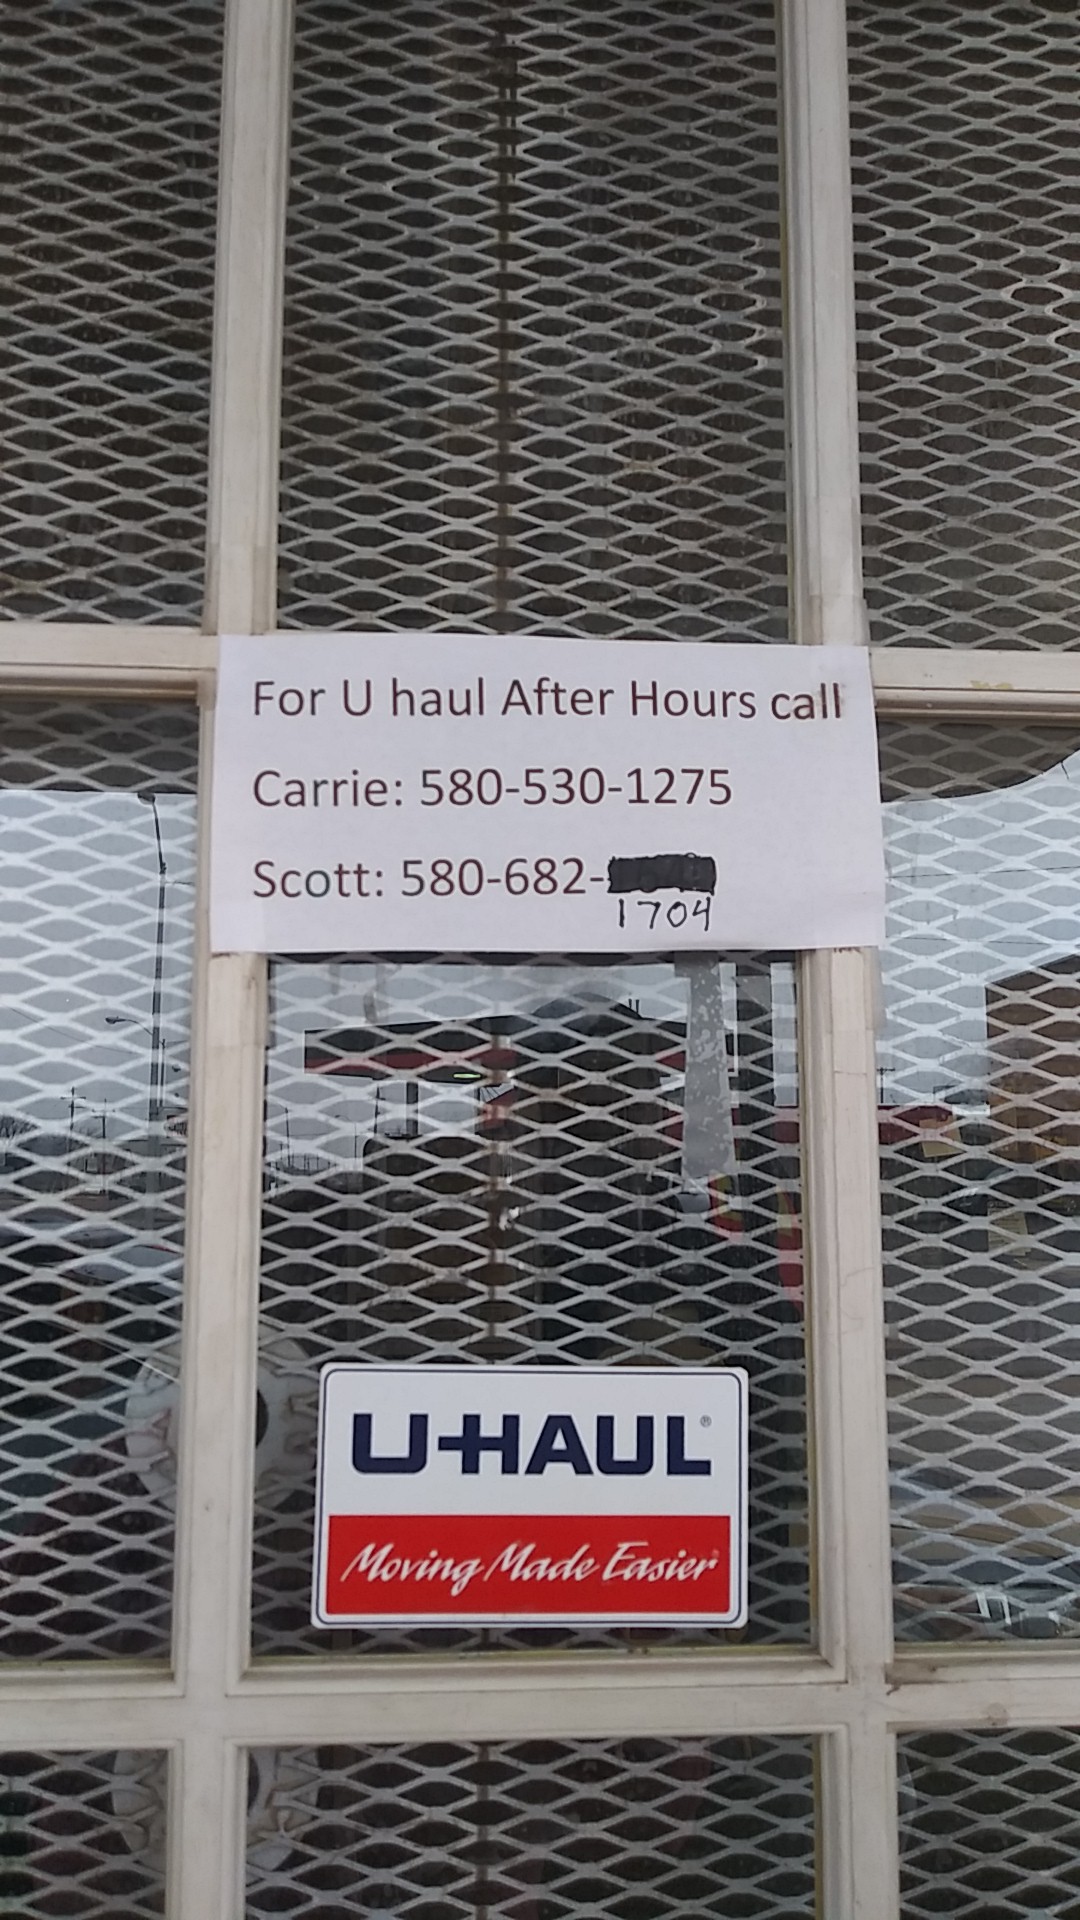 For U haul After Hours call
Carrie: 580-530-1275
Scott: 580-682-
1704
U-HAUL®
Moving Made Easier